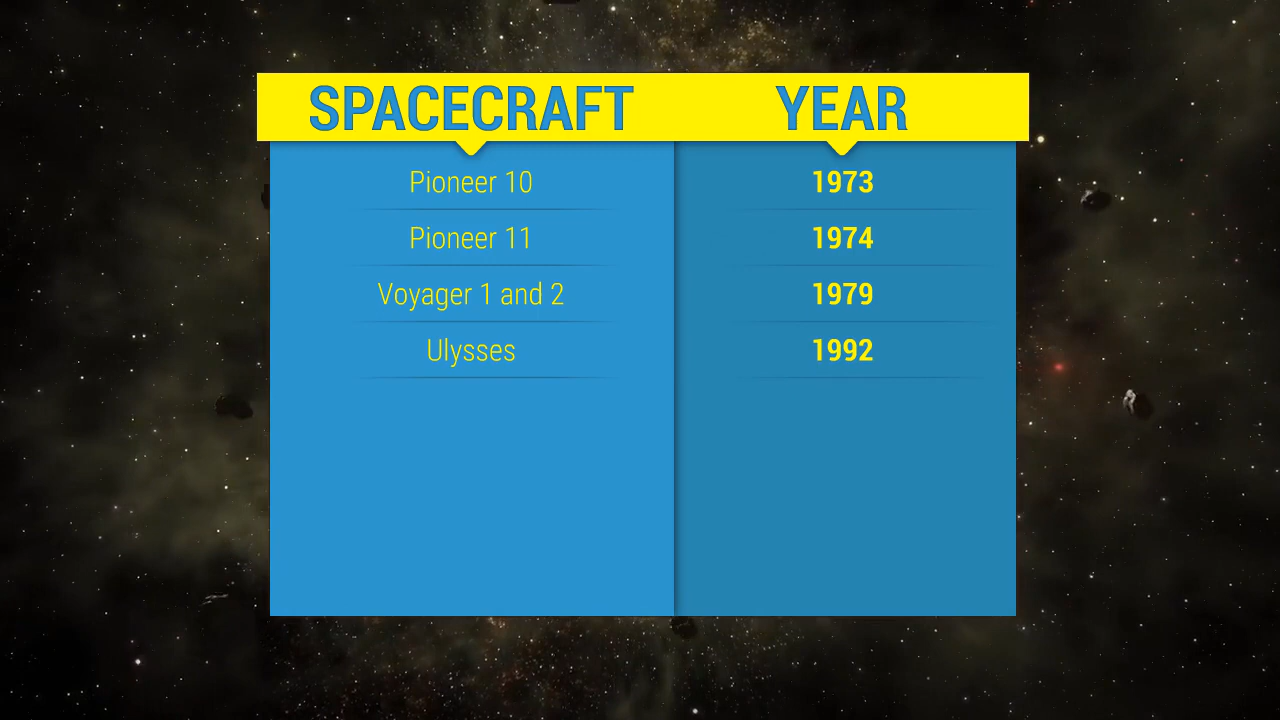 SPACECRAFT YEAR
Pioneer 10 1973
Pioneer 11 1974
Voyager 1 and 2 1979
Ulysses 1992